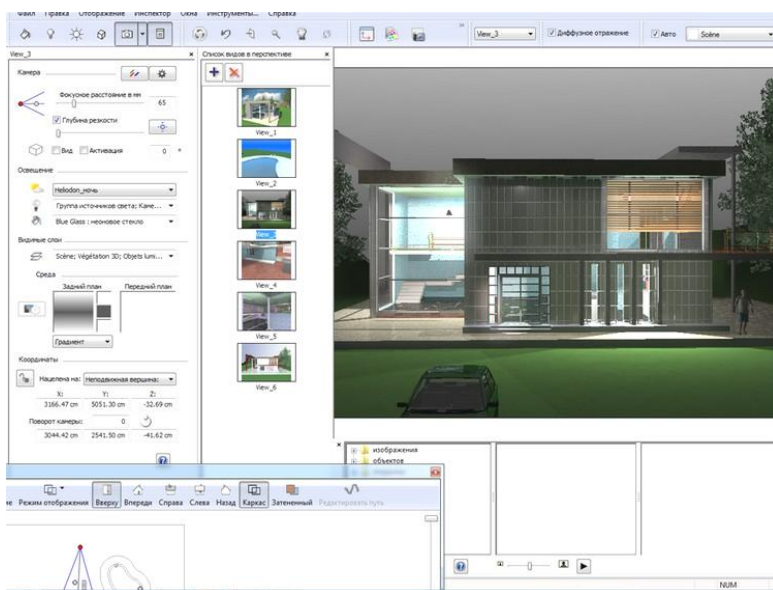 Файл Правка Отображение Инспектор Окна Инструменты... Справка
View_3 Диффузное отражение Авто Scène
View_3
Камера
Фокусное расстояние в мм
65
Глубина резкости
Вид Активация 0 °
Освещение
Heliodon_ночь
Группа источников света; Каме...
Blue Glass : неоновое стекло
Видимые слои
Scène; Végétation 3D; Objets lumi...
Среда
Задний план Передний план
Градиент
Координаты
Нацелена на: Неподвижная вершина:
X: Y: Z:
3166.47 cm 5051.30 cm -32.69 cm
Поворот камеры: 0
3044.42 cm 2541.50 cm -41.62 cm
Список видов в перспективе
View_1
View_2
View_3
View_4
View_5
View_6
изображения
объектов
Режим отображения Вверху Впереди Справа Слева Назад Каркас Затененный Редактировать путь
NUM